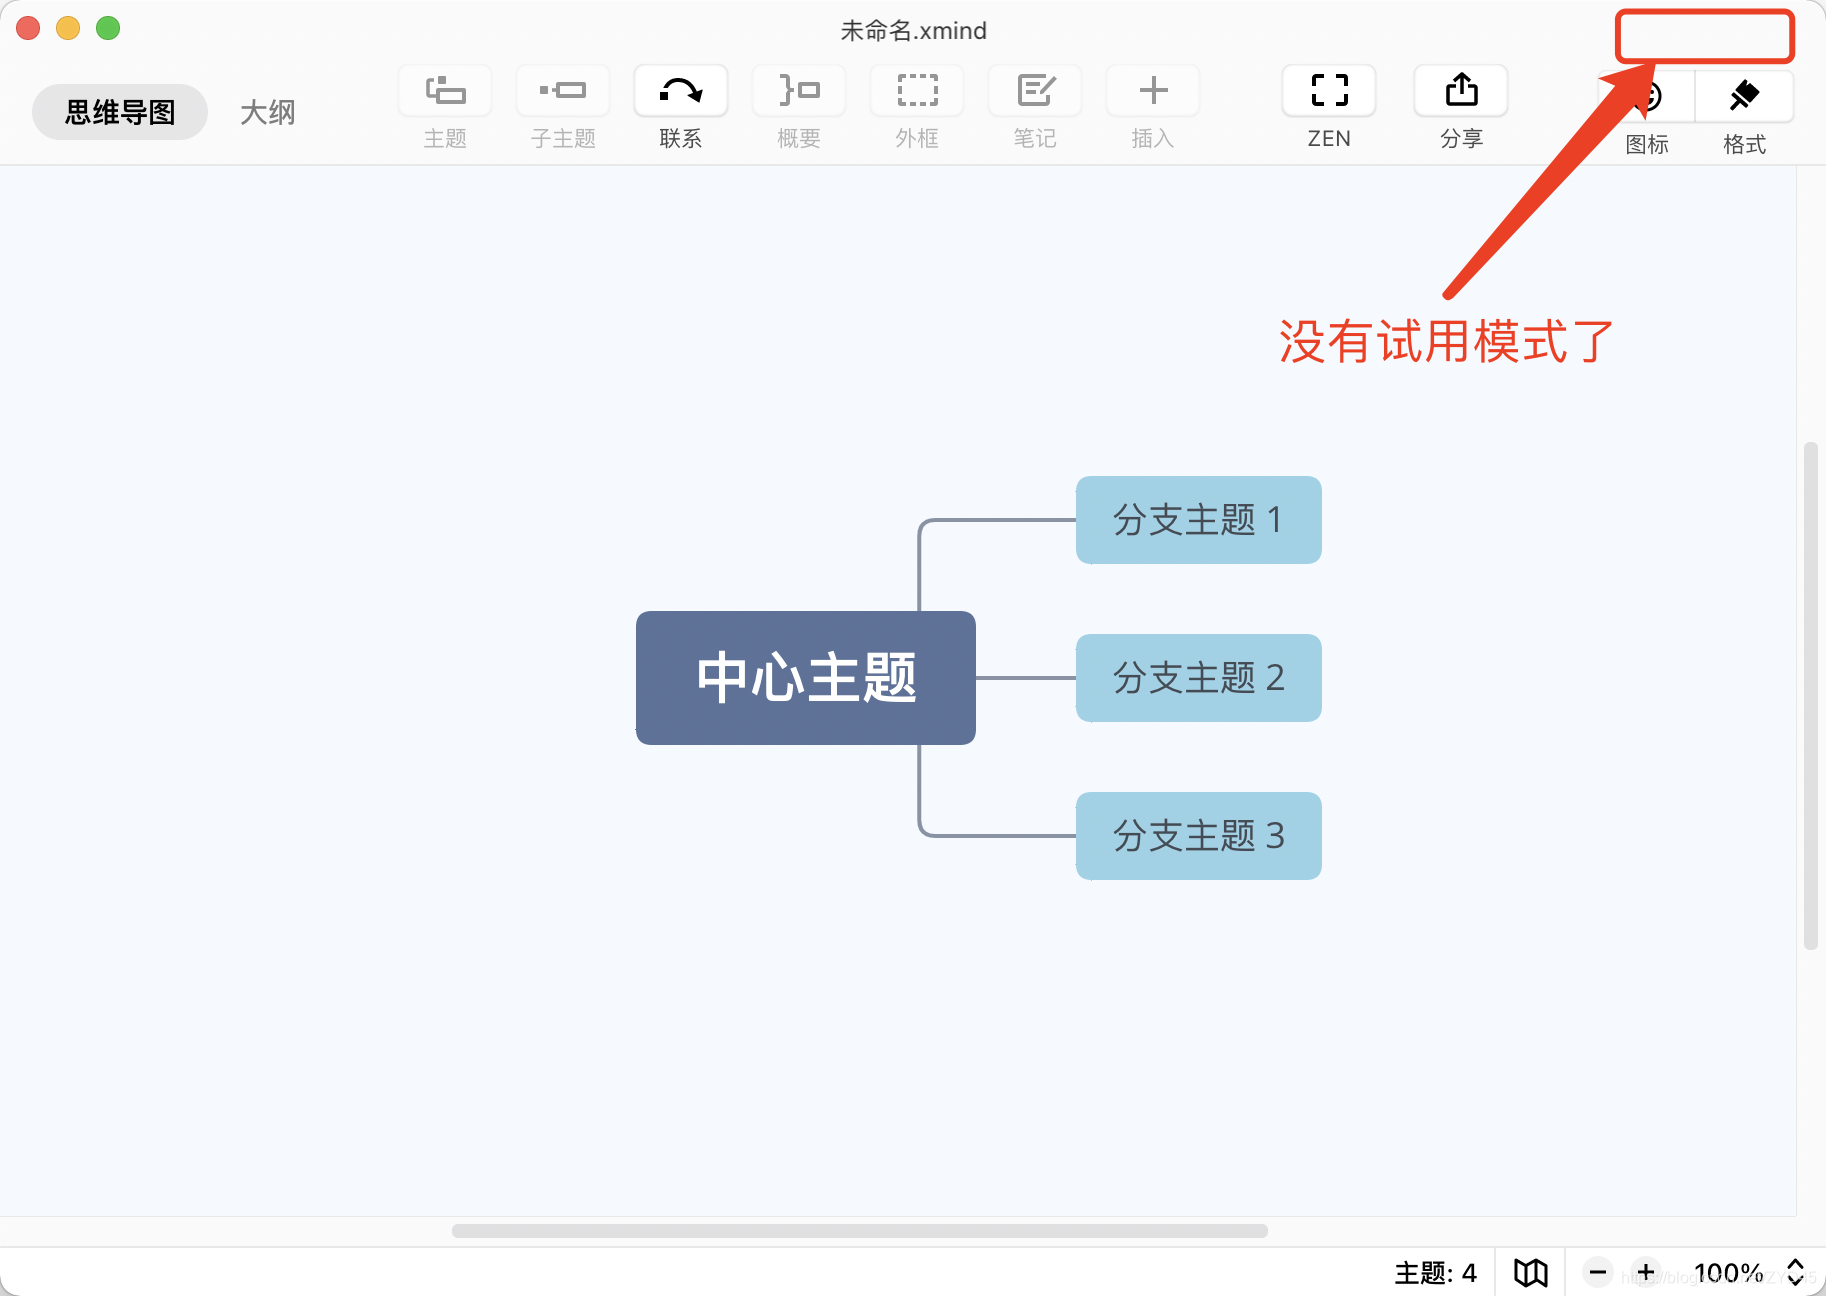 未命名.xmind
思维导图 大纲
主题 子主题 联系 概要 外框 笔记 插入 ZEN 分享 图标 格式
没有试用模式了
分支主题 1
中心主题
分支主题 2
分支主题 3
主题: 4 100%